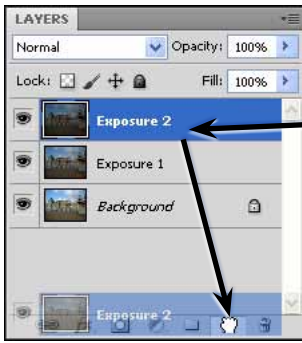 LAYERS
Normal Opacity: 100%
Lock: Fill: 100%
Exposure 2
Exposure 1
Background
Exposure 2